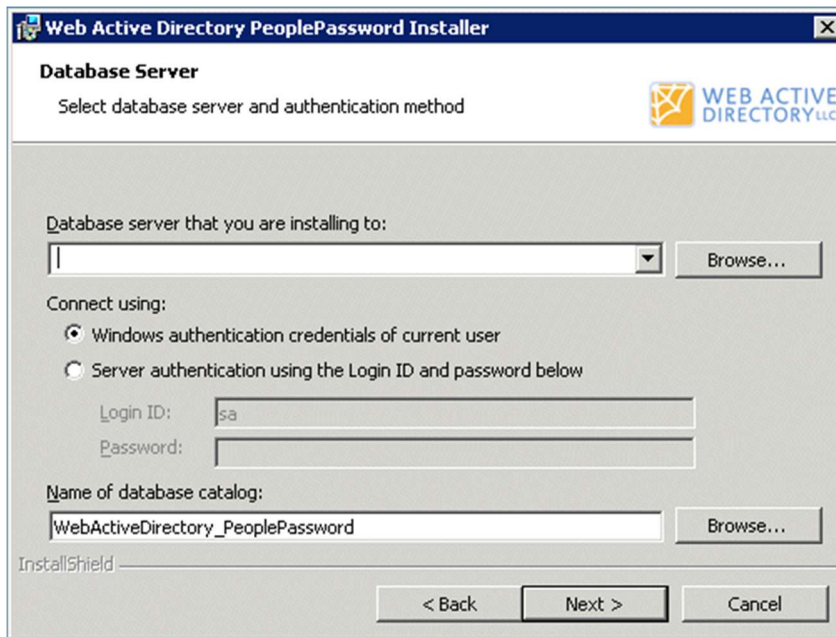 Web Active Directory PeoplePassword Installer
Database Server
Select database server and authentication method
WEB ACTIVE
DIRECTORY LLC
Database server that you are installing to:
Browse...
Connect using:
Windows authentication credentials of current user
Server authentication using the Login ID and password below
Login ID:
sa
Password:
Name of database catalog:
WebActiveDirectory_PeoplePassword
Browse...
InstallShield
< Back
Next >
Cancel